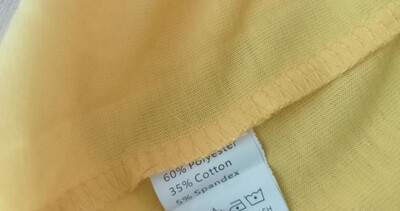 60% Polyester
35% Cotton
5% Spandex